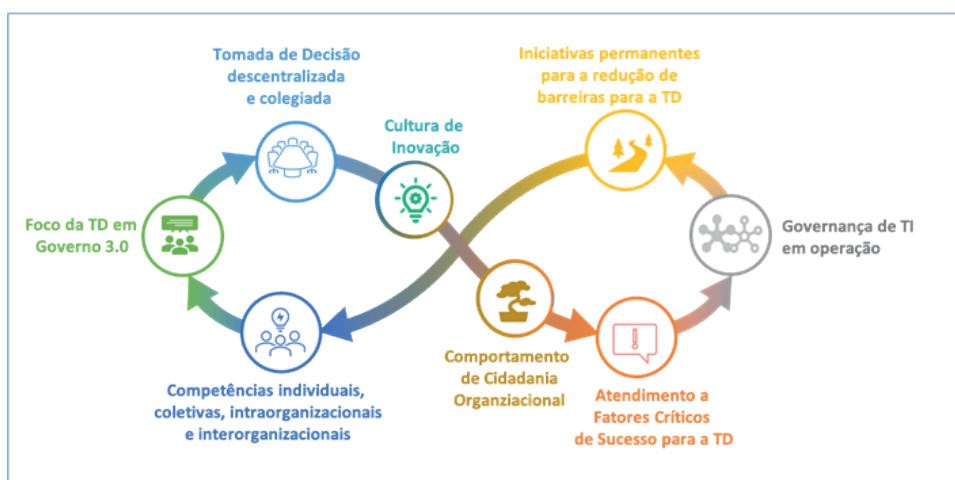 Tomada de Decisão
descentralizada
e colegiada
Iniciativas permanentes
para a redução de
barreiras para a TD
Cultura de
Inovação
Foco da TD em
Governo 3.0
Governança de TI
em operação
Competências individuais,
coletivas, intraorganizacionais
e interorganizacionais
Comportamento
de Cidadania
Organziacional
Atendimento a
Fatores Críticos
de Sucesso para a TD